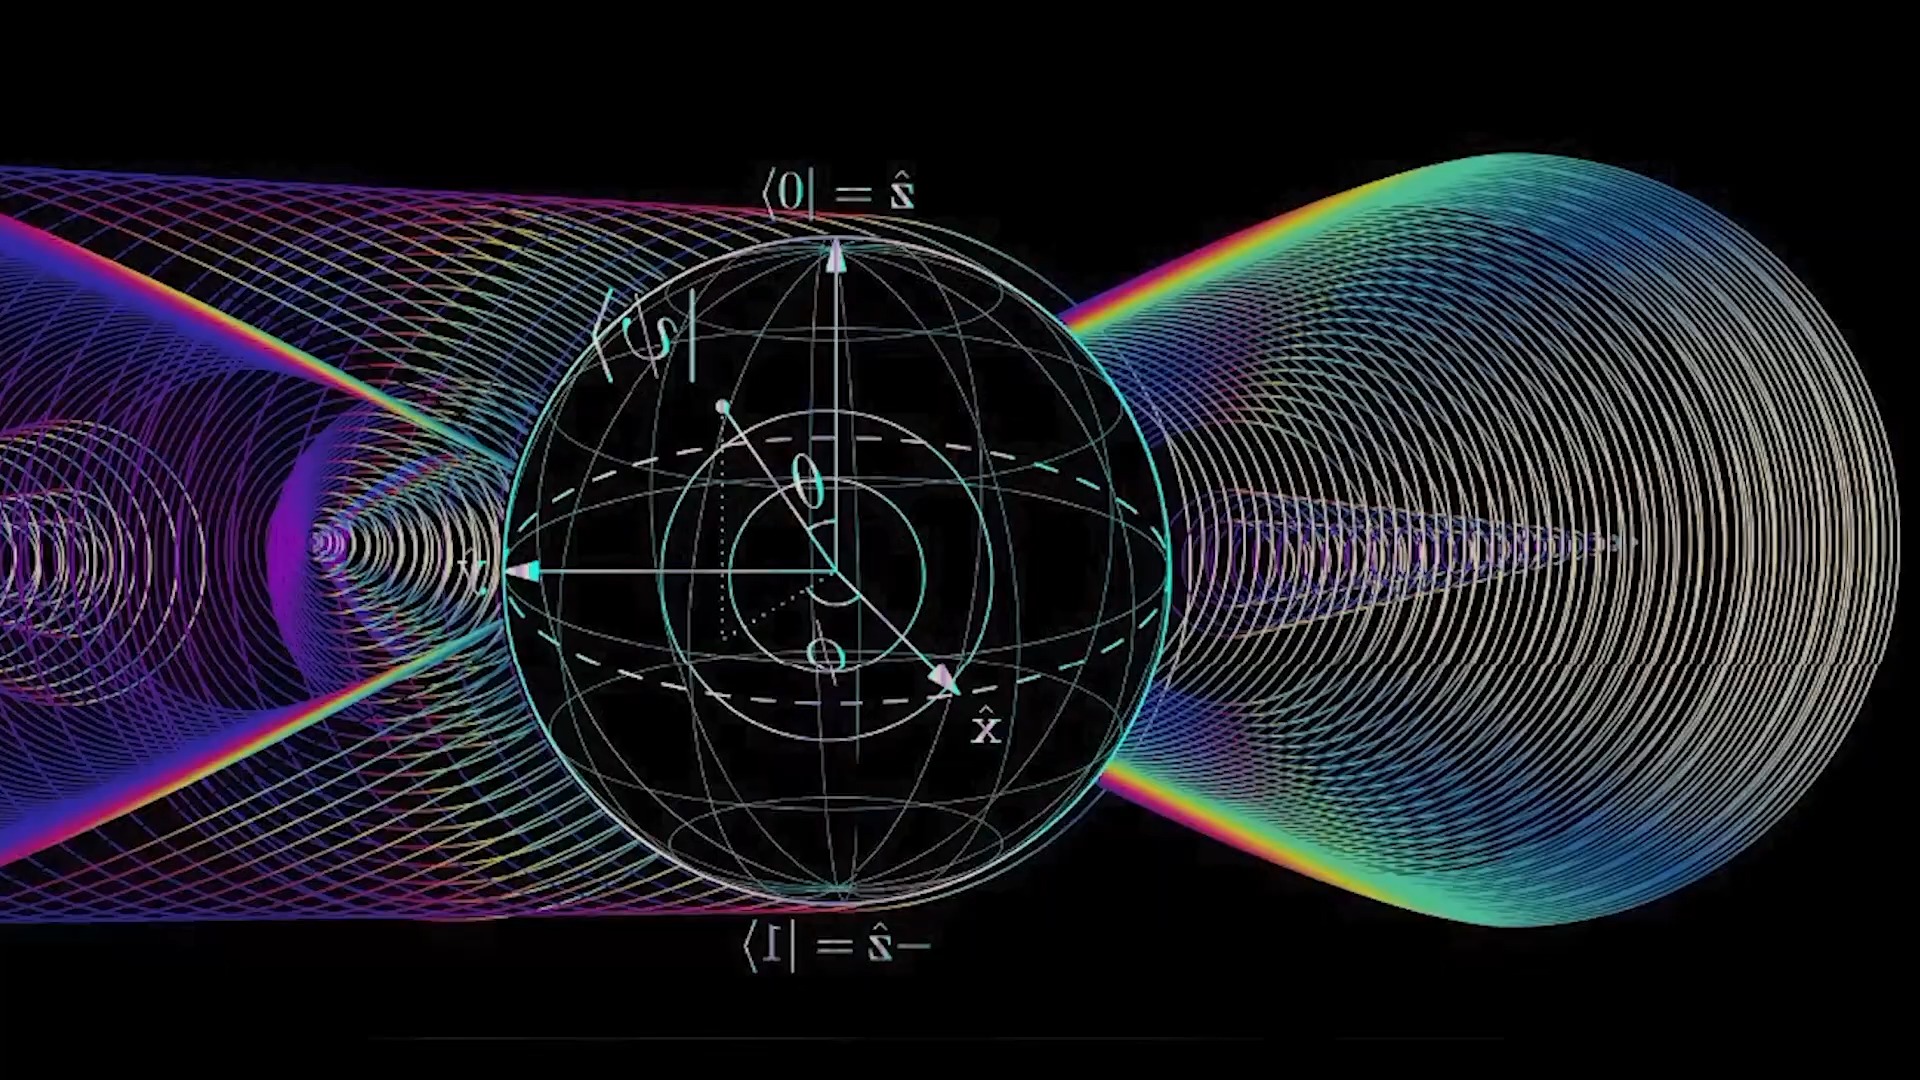 ẑ = |0⟩
|ψ⟩
θ
φ
x̂
−ẑ = |1⟩